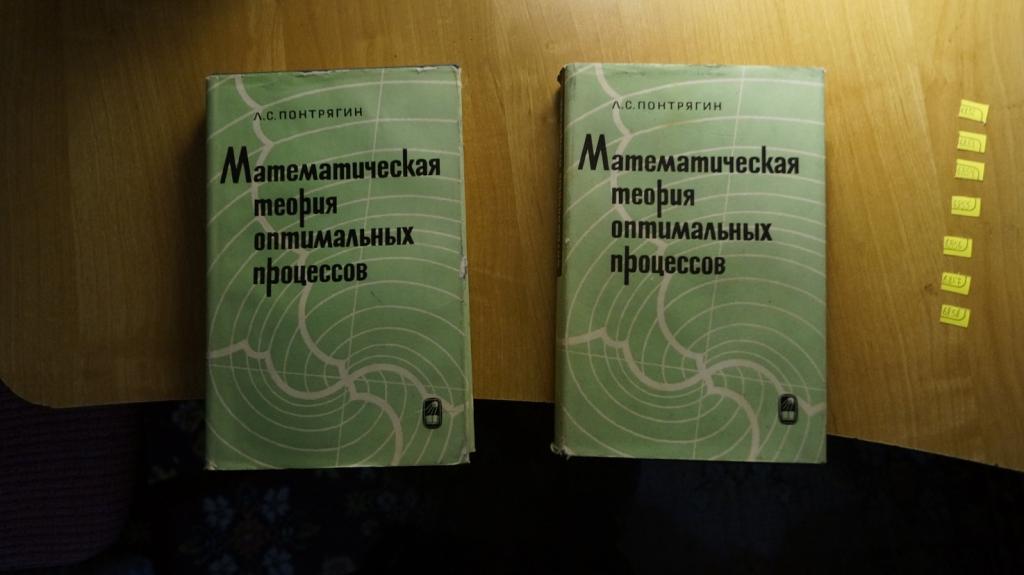 Л.С.ПОНТРЯГИН
Математическая
теория
оптимальных
процессов
Л.С.ПОНТРЯГИН
Математическая
теория
оптимальных
процессов